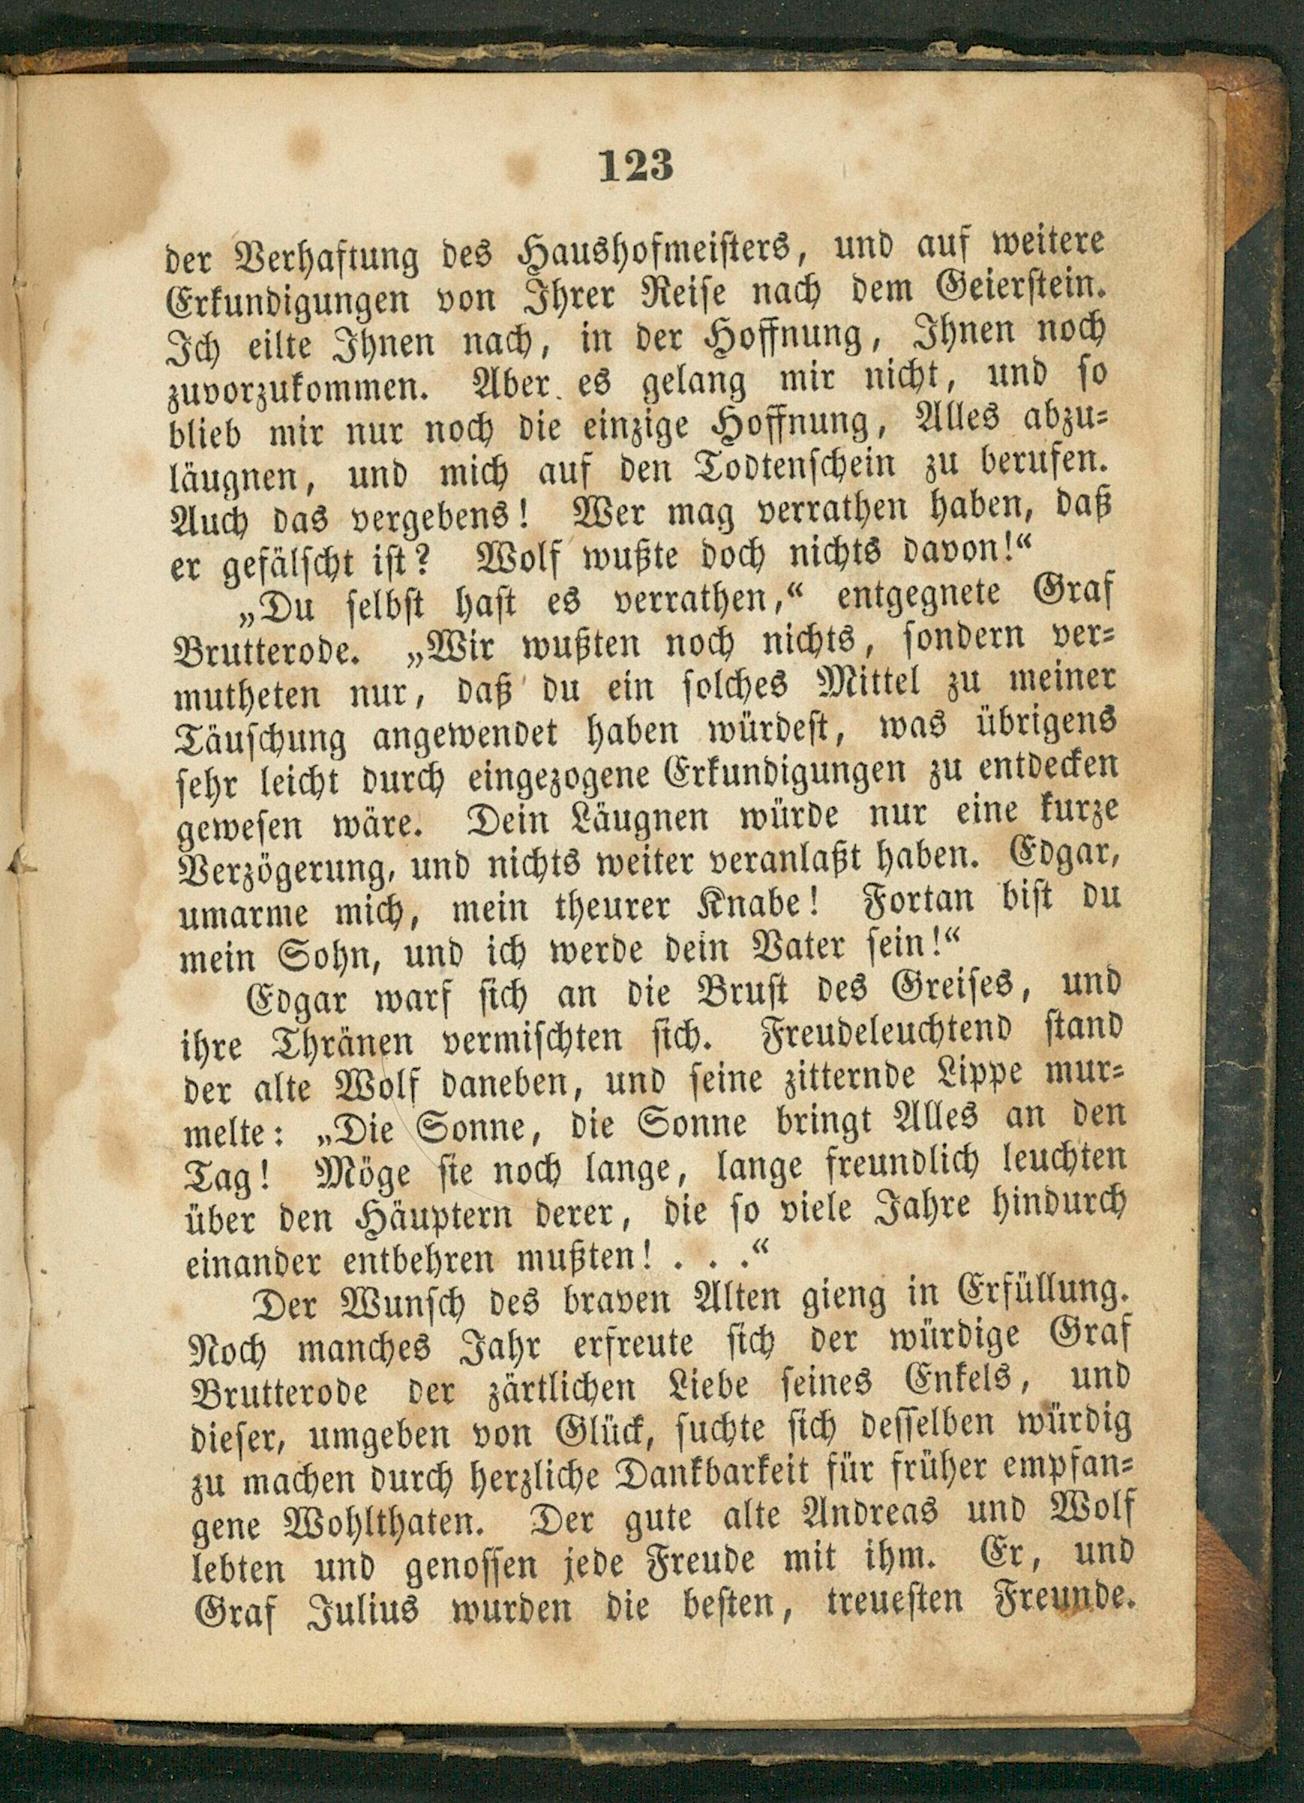 123
der Verhaftung des Haushofmeisters, und auf weitere
Erkundigungen von Ihrer Reise nach dem Geierstein.
Ich eilte Ihnen nach, in der Hoffnung, Ihnen noch
zuvorzukommen. Aber es gelang mir nicht, und so
blieb mir nur noch die einzige Hoffnung, Alles abzu-
läugnen, und mich auf den Todtenschein zu berufen.
Auch das vergebens! Wer mag verrathen haben, daß
er gefälscht ist? Wolf wußte doch nichts davon!“
„Du selbst hast es verrathen,“ entgegnete Graf
Brutterode. „Wir wußten noch nichts, sondern ver-
mutheten nur, daß du ein solches Mittel zu meiner
Täuschung angewendet haben würdest, was übrigens
sehr leicht durch eingezogene Erkundigungen zu entdecken
gewesen wäre. Dein Läugnen würde nur eine kurze
Verzögerung, und nichts weiter veranlaßt haben. Edgar,
umarme mich, mein theurer Knabe! Fortan bist du
mein Sohn, und ich werde dein Vater sein!“
Edgar warf sich an die Brust des Greises, und
ihre Thränen vermischten sich. Freudeleuchtend stand
der alte Wolf daneben, und seine zitternde Lippe mur-
melte: „Die Sonne, die Sonne bringt Alles an den
Tag! Möge sie noch lange, lange freundlich leuchten
über den Häuptern derer, die so viele Jahre hindurch
einander entbehren mußten! . . .“
Der Wunsch des braven Alten gieng in Erfüllung.
Noch manches Jahr erfreute sich der würdige Graf
Brutterode der zärtlichen Liebe seines Enkels, und
dieser, umgeben von Glück, suchte sich desselben würdig
zu machen durch herzliche Dankbarkeit für früher empfan-
gene Wohlthaten. Der gute alte Andreas und Wolf
lebten und genossen jede Freude mit ihm. Er, und
Graf Julius wurden die besten, treuesten Freunde.